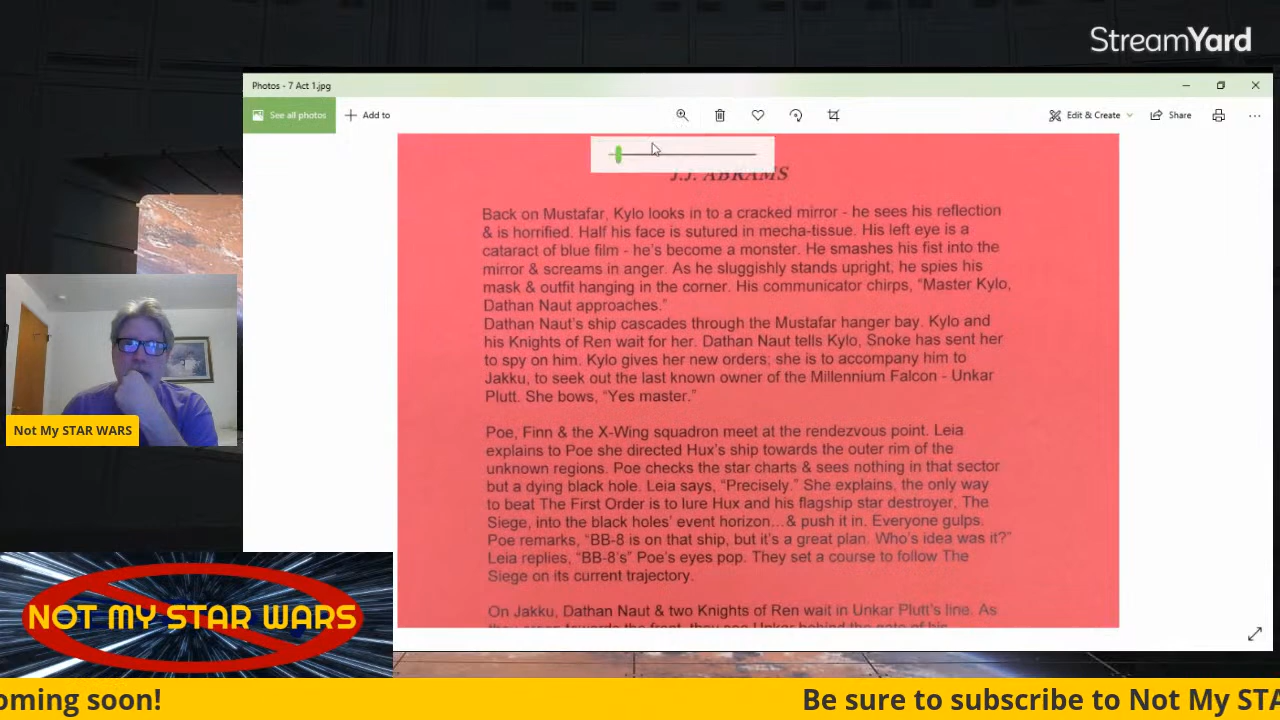 StreamYard
Photos - 7 Act 1.jpg
See all photos
Add to
Edit & Create
Share
J.J. ABRAMS
Back on Mustafar, Kylo looks in to a cracked mirror - he sees his reflection
& is horrified. Half his face is sutured in mecha-tissue. His left eye is a
cataract of blue film - he's become a monster. He smashes his fist into the
mirror & screams in anger. As he sluggishly stands upright, he spies his
mask & outfit hanging in the corner. His communicator chirps, “Master Kylo,
Dathan Naut approaches.”
Dathan Naut's ship cascades through the Mustafar hanger bay. Kylo and
his Knights of Ren wait for her. Dathan Naut tells Kylo, Snoke has sent her
to spy on him. Kylo gives her new orders; she is to accompany him to
Jakku, to seek out the last known owner of the Millennium Falcon - Unkar
Plutt. She bows, “Yes master.”
Poe, Finn & the X-Wing squadron meet at the rendezvous point. Leia
explains to Poe she directed Hux's ship towards the outer rim of the
unknown regions. Poe checks the star charts & sees nothing in that sector
but a dying black hole. Leia says, “Precisely.” She explains, the only way
to beat The First Order is to lure Hux and his flagship star destroyer, The
Siege, into the black holes' event horizon...& push it in. Everyone gulps.
Poe remarks, “BB-8 is on that ship, but it's a great plan. Who's idea was it?”
Leia replies, “BB-8's” Poe's eyes pop. They set a course to follow The
Siege on its current trajectory.
On Jakku, Dathan Naut & two Knights of Ren wait in Unkar Plutt's line. As
Not My STAR WARS
NOT MY STAR WARS
oming soon!
Be sure to subscribe to Not My STA